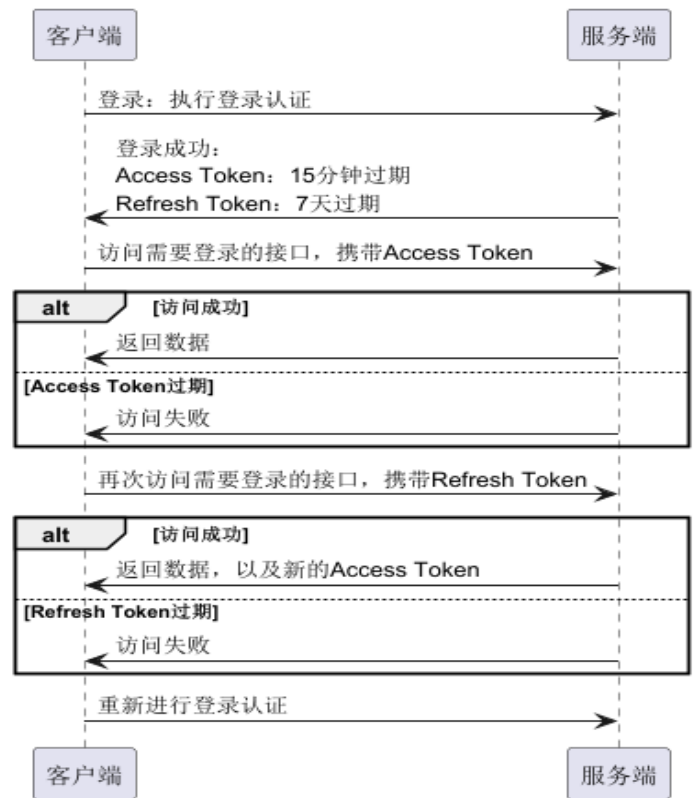 客户端
服务端
登录：执行登录认证
登录成功：
Access Token：15分钟过期
Refresh Token：7天过期
访问需要登录的接口，携带Access Token
alt
[访问成功]
返回数据
[Access Token过期]
访问失败
再次访问需要登录的接口，携带Refresh Token
alt
[访问成功]
返回数据，以及新的Access Token
[Refresh Token过期]
访问失败
重新进行登录认证
客户端
服务端